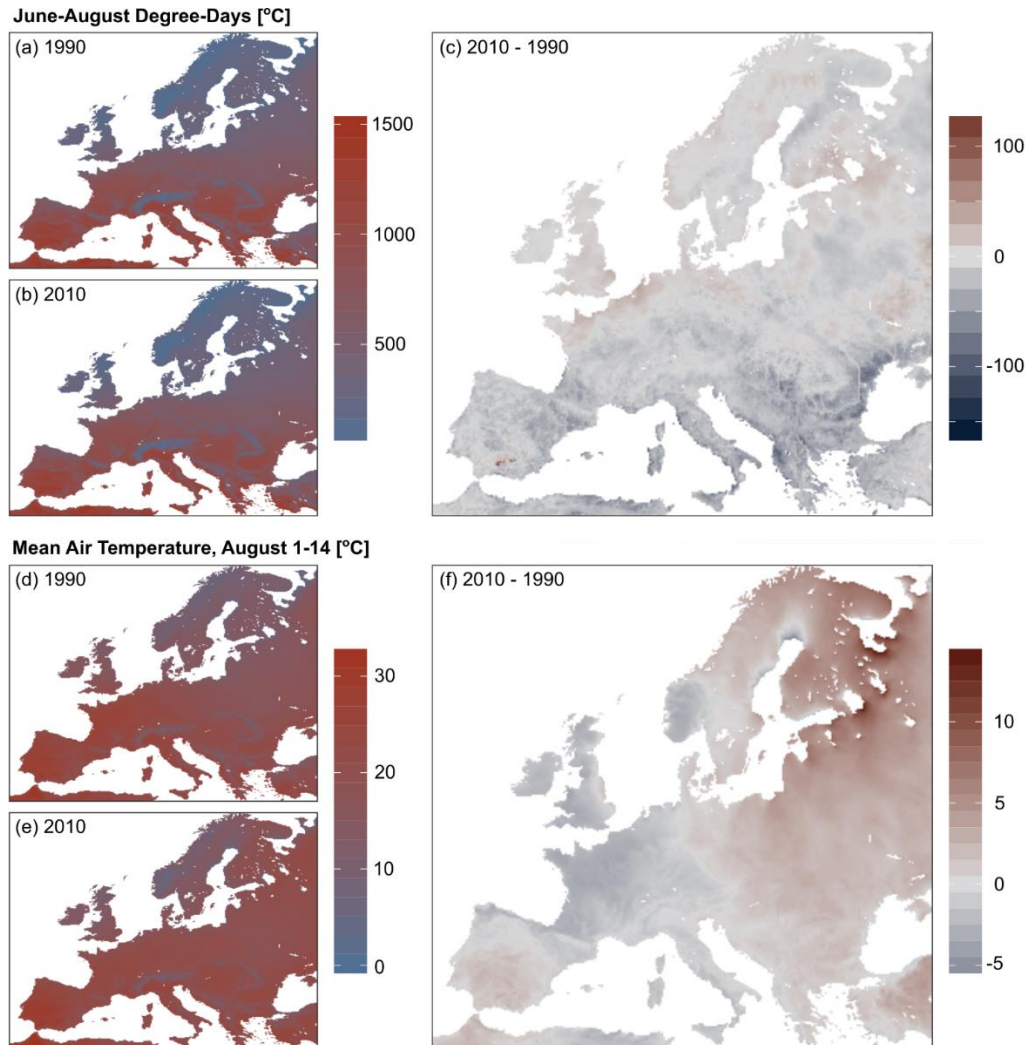 June-August Degree-Days [ºC]
(a) 1990
(c) 2010 - 1990
1500
1000
500
(b) 2010
100
0
-100
Mean Air Temperature, August 1-14 [ºC]
(d) 1990
(f) 2010 - 1990
30
20
10
0
(e) 2010
10
5
0
-5